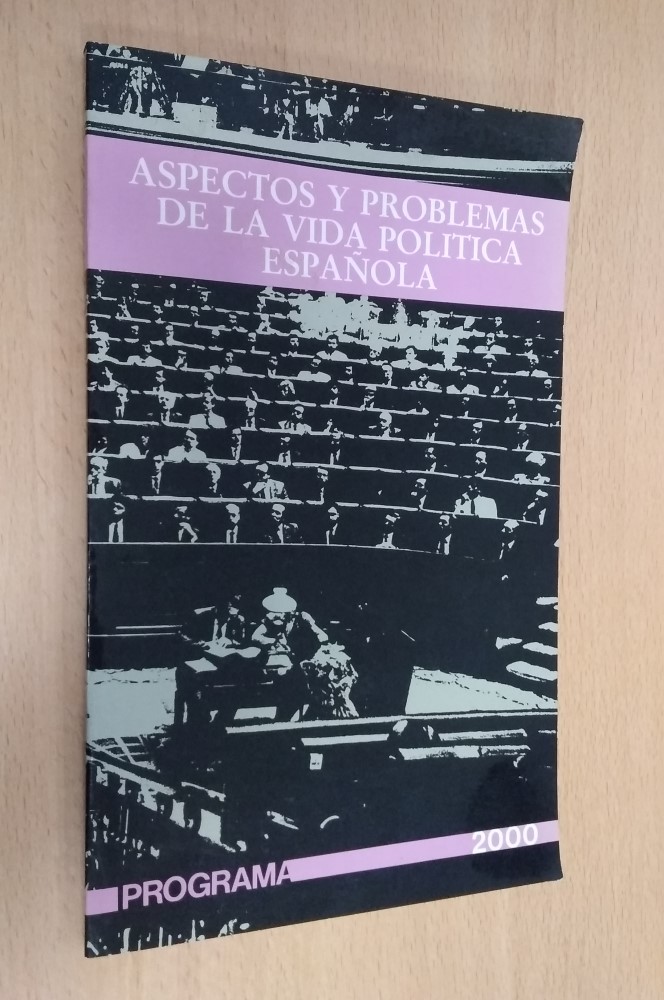 ASPECTOS Y PROBLEMAS
DE LA VIDA POLITICA
ESPAÑOLA
2000
PROGRAMA